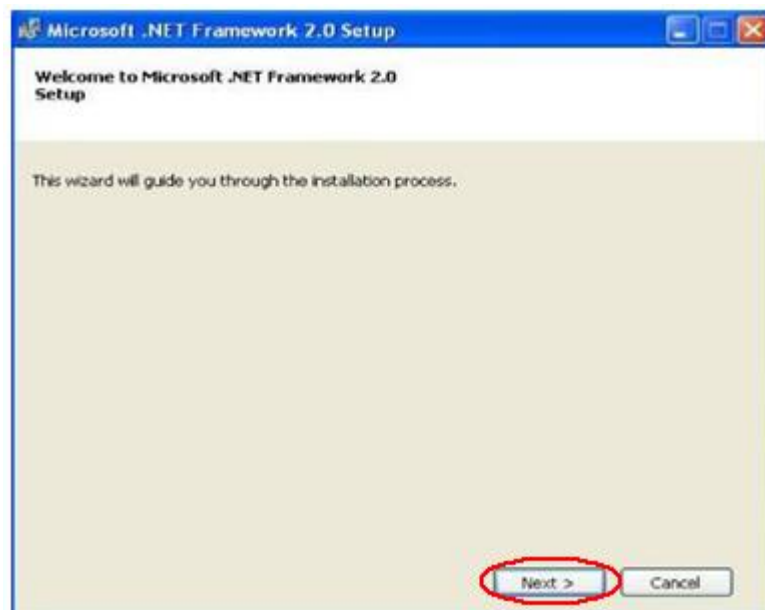 Microsoft .NET Framework 2.0 Setup
Welcome to Microsoft .NET Framework 2.0
Setup
This wizard will guide you through the installation process.
Next >
Cancel